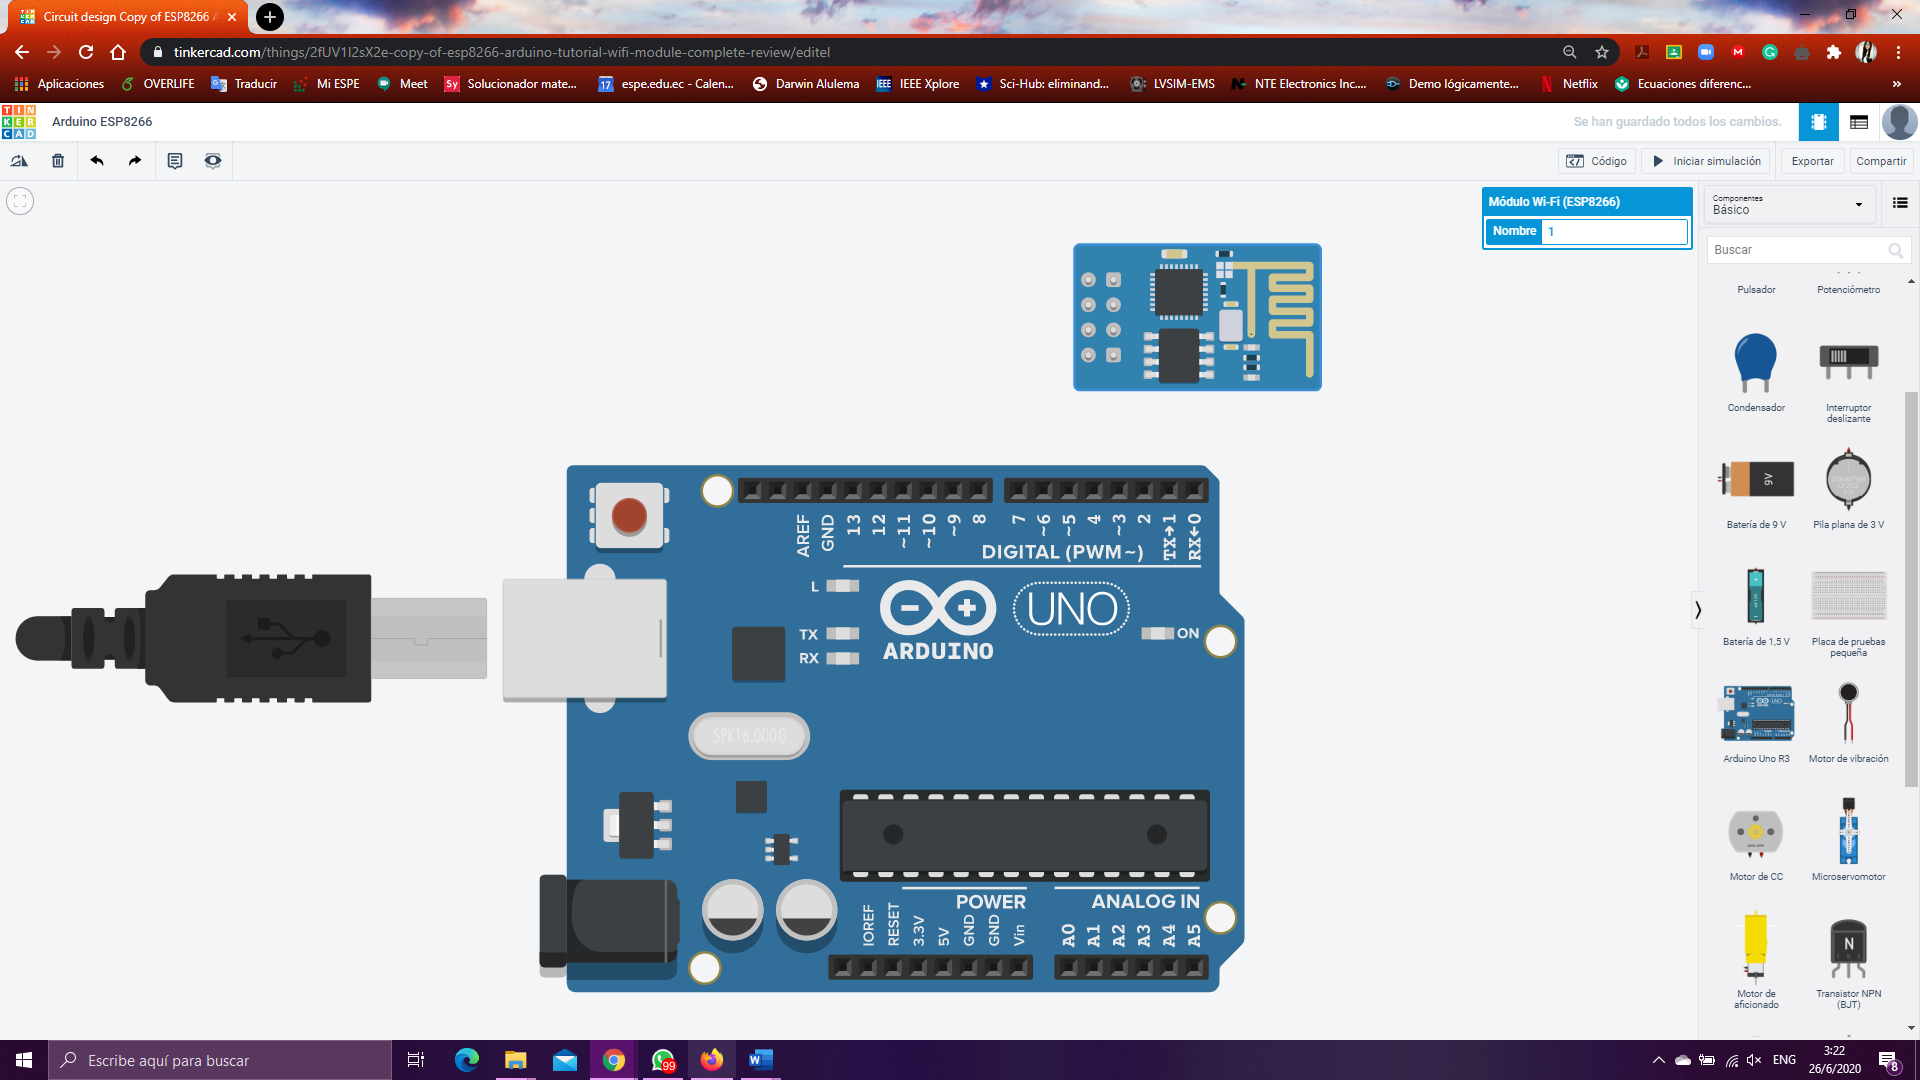 Circuit design Copy of ESP8266 A
tinkercad.com/things/2fUV1I2sX2e-copy-of-esp8266-arduino-tutorial-wifi-module-complete-review/editel
Aplicaciones
OVERLIFE
Traducir
Mi ESPE
Meet
Sy
Solucionador mate...
17
espe.edu.ec - Calen...
Darwin Alulema
IEEE
IEEE Xplore
Sci-Hub: eliminand...
LVSIM-EMS
NTE Electronics Inc....
Demo lógicamente...
Netflix
Ecuaciones diferenc...
»
TIN
KER
CAD
Arduino ESP8266
Se han guardado todos los cambios.
Código
Iniciar simulación
Exportar
Compartir
Módulo Wi-Fi (ESP8266)
Nombre
1
Componentes
Básico
Buscar
Pulsador
Potenciómetro
Condensador
Interruptor
deslizante
9V
Batería de 9 V
Pila plana de 3 V
Batería de 1,5 V
Placa de pruebas
pequeña
Arduino Uno R3
Motor de vibración
Motor de CC
Microservomotor
N
Motor de
aficionado
Transistor NPN
(BJT)
AREF
GND
13
12
~11
~10
~9
8
7
~6
~5
4
~3
2
TX→1
RX←0
DIGITAL (PWM~)
L
TX
RX
ARDUINO
UNO
ON
SPK16.000G
POWER
ANALOG IN
IOREF
RESET
3.3V
5V
GND
GND
Vin
A0
A1
A2
A3
A4
A5
Escribe aquí para buscar
99
W
ENG
3:22
26/6/2020
8